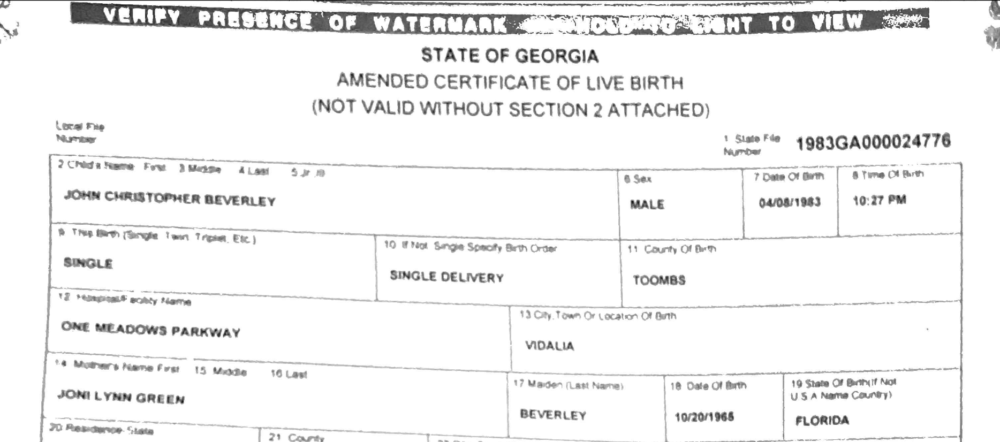 VERIFY PRESENCE OF WATERMARK HOLD TO LIGHT TO VIEW
STATE OF GEORGIA
AMENDED CERTIFICATE OF LIVE BIRTH
(NOT VALID WITHOUT SECTION 2 ATTACHED)
Local File
Number
1 State File
Number
1983GA000024776
2 Child's Name First 3 Middle 4 Last 5 Jr
6 Sex
7 Date Of Birth
8 Time Of Birth
JOHN CHRISTOPHER BEVERLEY
MALE
04/08/1983
10:27 PM
9 This Birth (Single Twin Triplet, Etc.)
10 If Not Single Specify Birth Order
11 County Of Birth
SINGLE
SINGLE DELIVERY
TOOMBS
12 Hospital/Facility Name
13 City, Town Or Location Of Birth
ONE MEADOWS PARKWAY
VIDALIA
14 Mother's Name First 15 Middle 16 Last
17 Maiden (Last Name)
18 Date Of Birth
19 State Of Birth(If Not
U S A Name Country)
JONI LYNN GREEN
BEVERLEY
FLORIDA
20 Residence-State
21 County